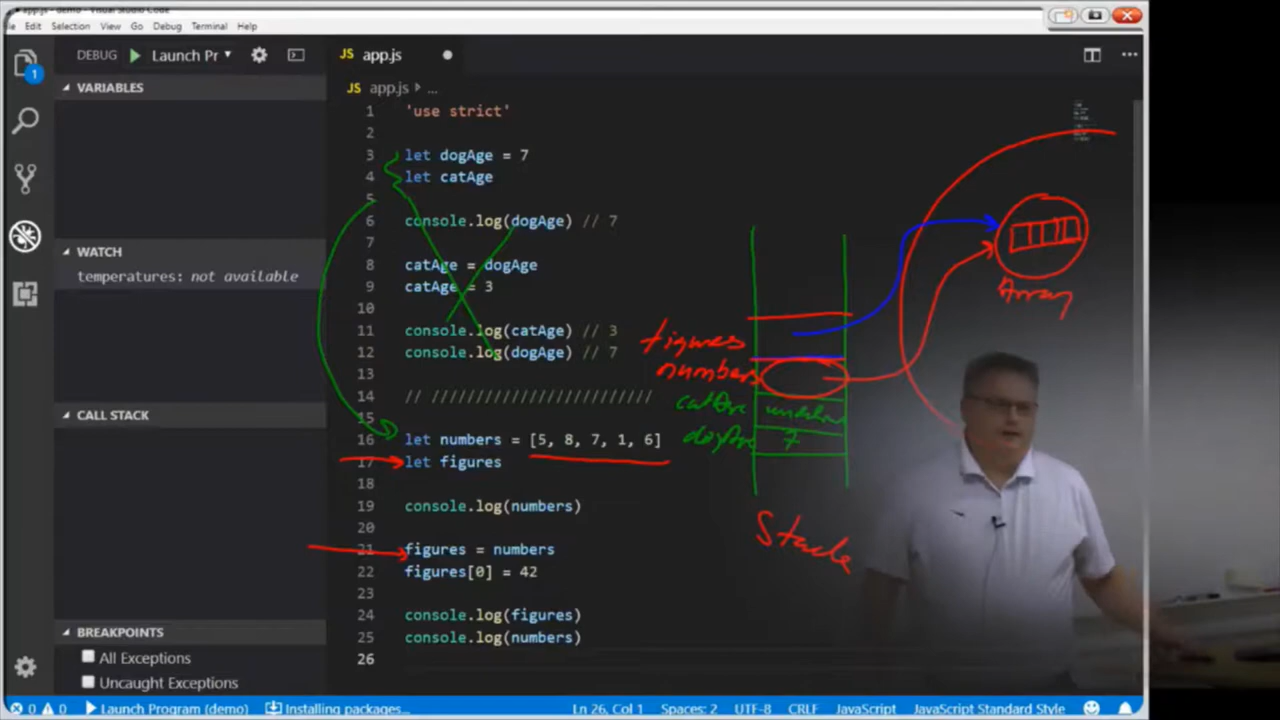 app.js - demo - Visual Studio Code
Edit Selection View Go Debug Terminal Help
DEBUG Launch Pr
JS app.js
1
VARIABLES
JS app.js ...
1 'use strict'
2
3 let dogAge = 7
4 let catAge
5
6 console.log(dogAge) // 7
7
8 catAge = dogAge
9 catAge = 3
10
11 console.log(catAge) // 3
12 console.log(dogAge) // 7
13
14 // /////////////////////////
15
16 let numbers = [5, 8, 7, 1, 6]
17 let figures
18
19 console.log(numbers)
20
21 figures = numbers
22 figures[0] = 42
23
24 console.log(figures)
25 console.log(numbers)
26
WATCH
temperatures: not available
CALL STACK
BREAKPOINTS
All Exceptions
Uncaught Exceptions
Array
figures
numbers
7
Stack
0 0 Launch Program (demo) Installing packages... Ln 26, Col 1 Spaces: 2 UTF-8 CRLF JavaScript JavaScript Standard Style